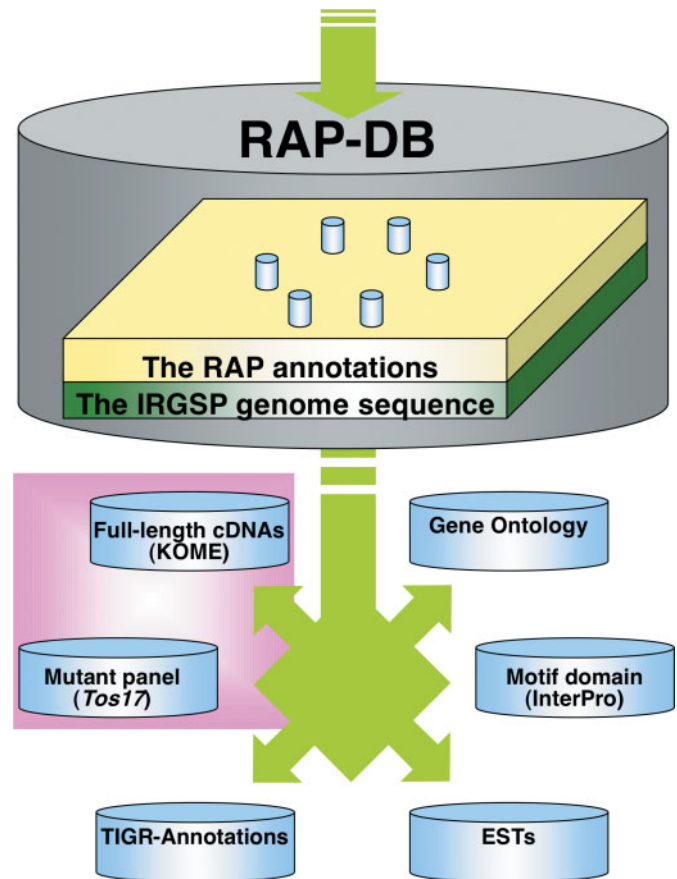 RAP-DB
The RAP annotations
The IRGSP genome sequence
Full-length cDNAs
(KOME)
Gene Ontology
Mutant panel
(Tos17)
Motif domain
(InterPro)
TIGR-Annotations
ESTs